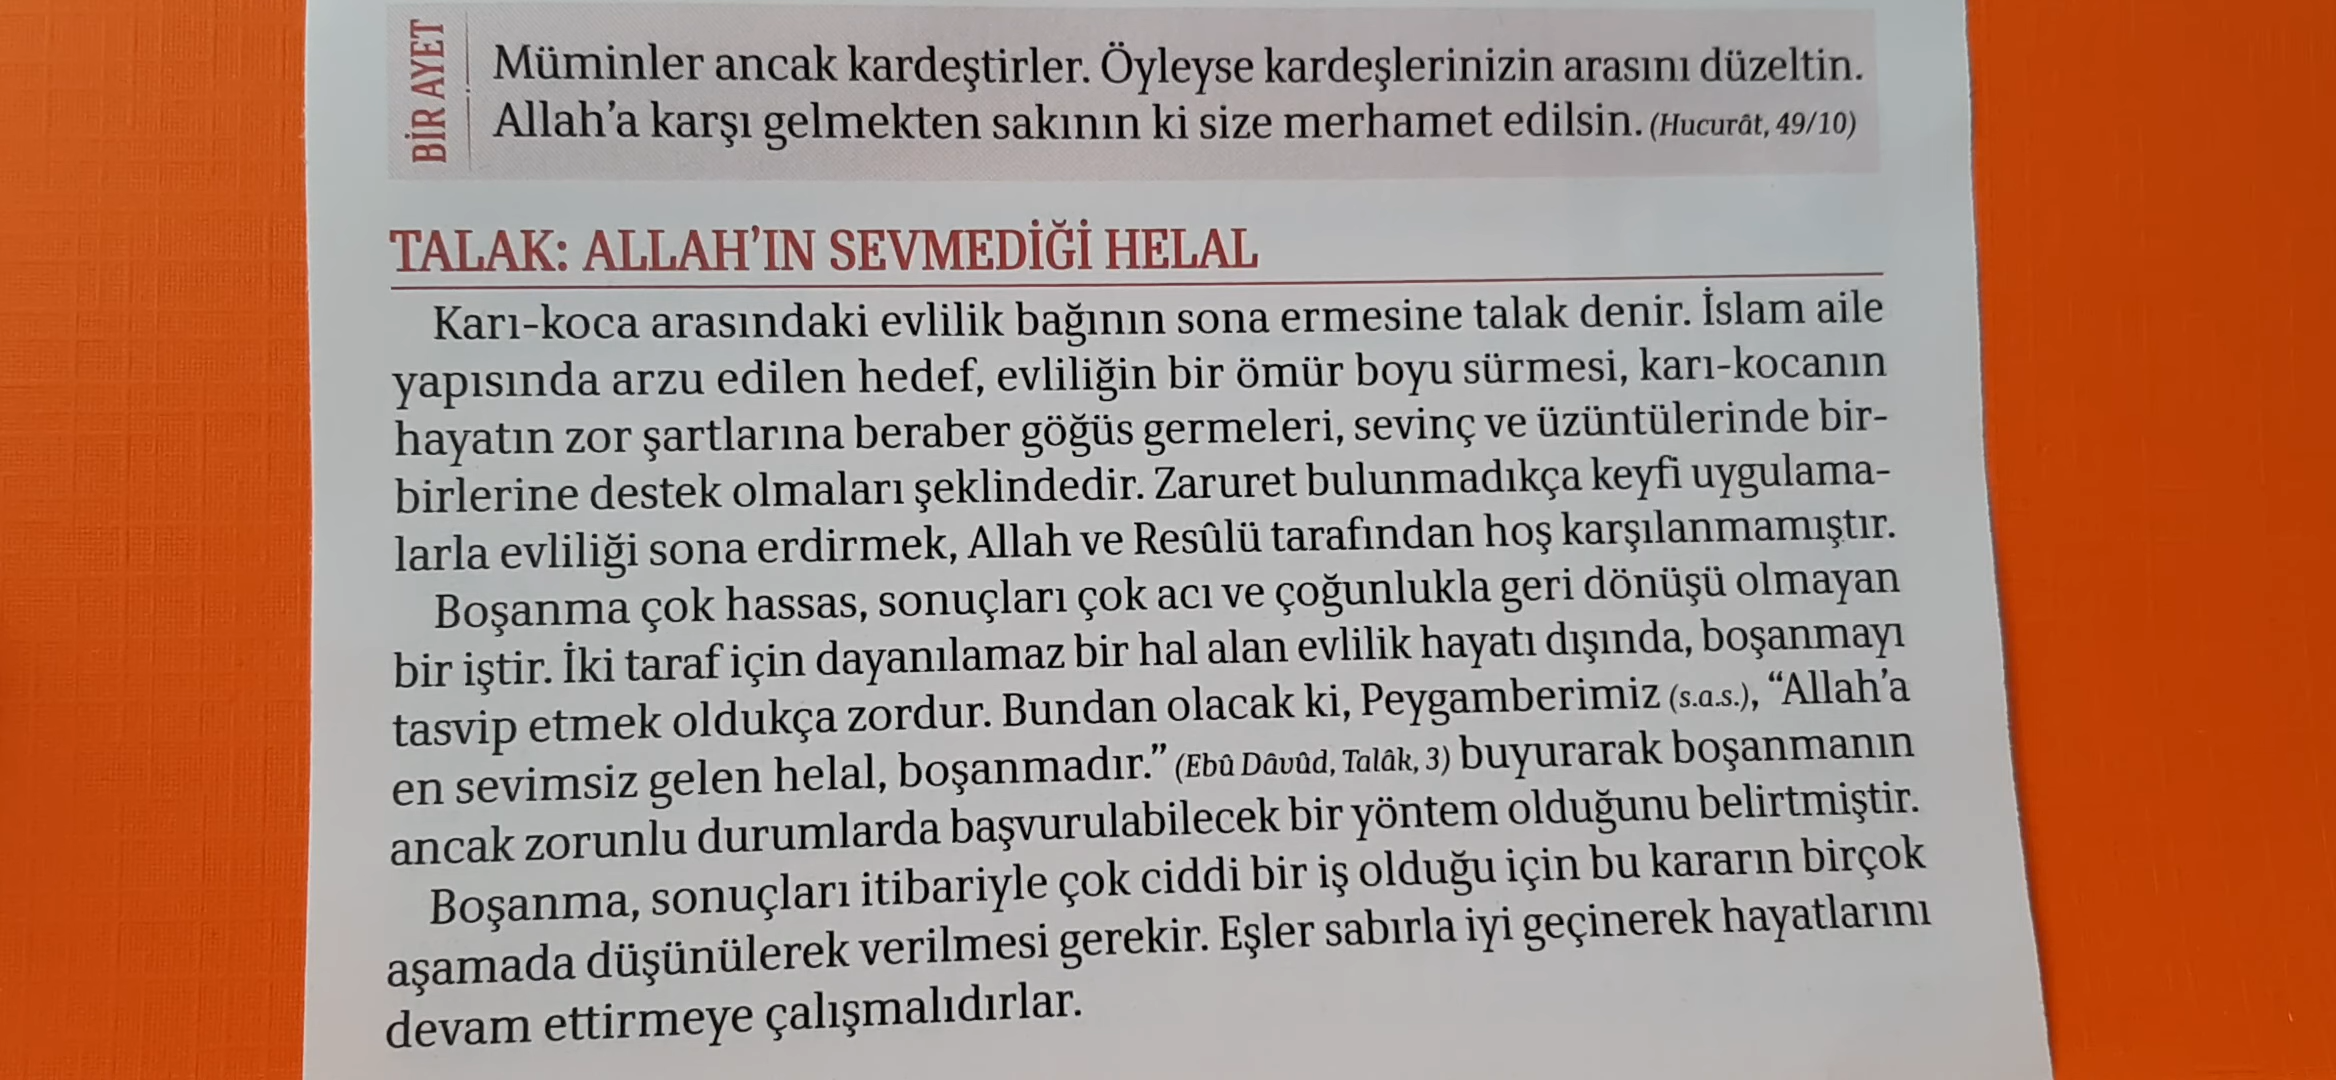 BİR AYET
Müminler ancak kardeştirler. Öyleyse kardeşlerinizin arasını düzeltin.
Allah’a karşı gelmekten sakının ki size merhamet edilsin. (Hucurât, 49/10)
TALAK: ALLAH’IN SEVMEDİĞİ HELAL
Karı-koca arasındaki evlilik bağının sona ermesine talak denir. İslam aile
yapısında arzu edilen hedef, evliliğin bir ömür boyu sürmesi, karı-kocanın
hayatın zor şartlarına beraber göğüs germeleri, sevinç ve üzüntülerinde bir-
birlerine destek olmaları şeklindedir. Zaruret bulunmadıkça keyfi uygulama-
larla evliliği sona erdirmek, Allah ve Resûlü tarafından hoş karşılanmamıştır.
Boşanma çok hassas, sonuçları çok acı ve çoğunlukla geri dönüşü olmayan
bir iştir. İki taraf için dayanılamaz bir hal alan evlilik hayatı dışında, boşanmayı
tasvip etmek oldukça zordur. Bundan olacak ki, Peygamberimiz (s.a.s.), “Allah’a
en sevimsiz gelen helal, boşanmadır.” (Ebû Dâvûd, Talâk, 3) buyurarak boşanmanın
ancak zorunlu durumlarda başvurulabilecek bir yöntem olduğunu belirtmiştir.
Boşanma, sonuçları itibariyle çok ciddi bir iş olduğu için bu kararın birçok
aşamada düşünülerek verilmesi gerekir. Eşler sabırla iyi geçinerek hayatlarını
devam ettirmeye çalışmalıdırlar.